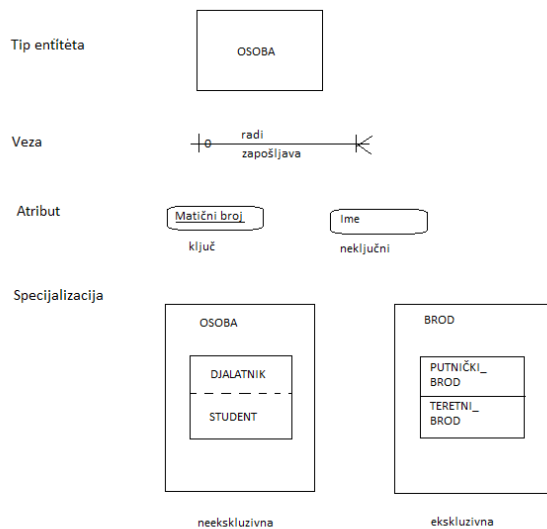 Tip entitéta
OSOBA
Veza
radi
zapošljava
Atribut
Matični broj
Ime
ključ
neključni
Specijalizacija
OSOBA
BROD
DJALATNIK
STUDENT
PUTNIČKI_
BROD
TERETNI_
BROD
neekskluzivna
ekskluzivna